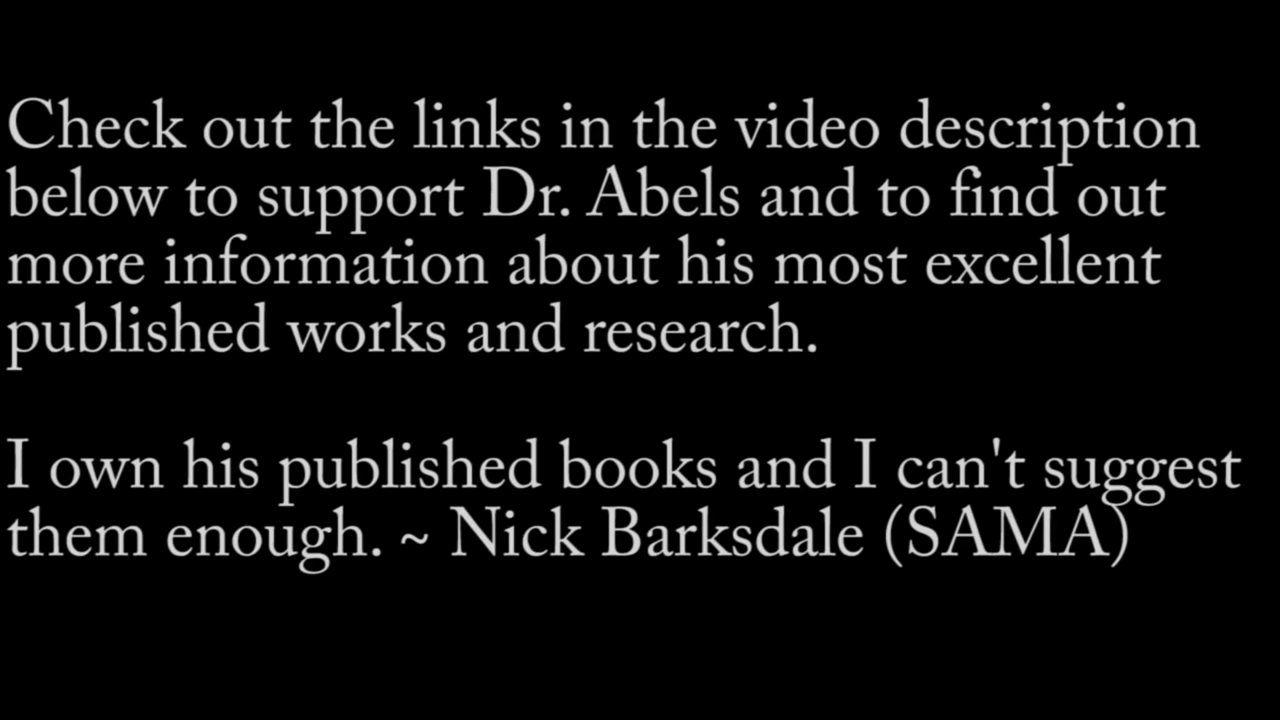 Check out the links in the video description
below to support Dr. Abels and to find out
more information about his most excellent
published works and research.
I own his published books and I can't suggest
them enough. ~ Nick Barksdale (SAMA)